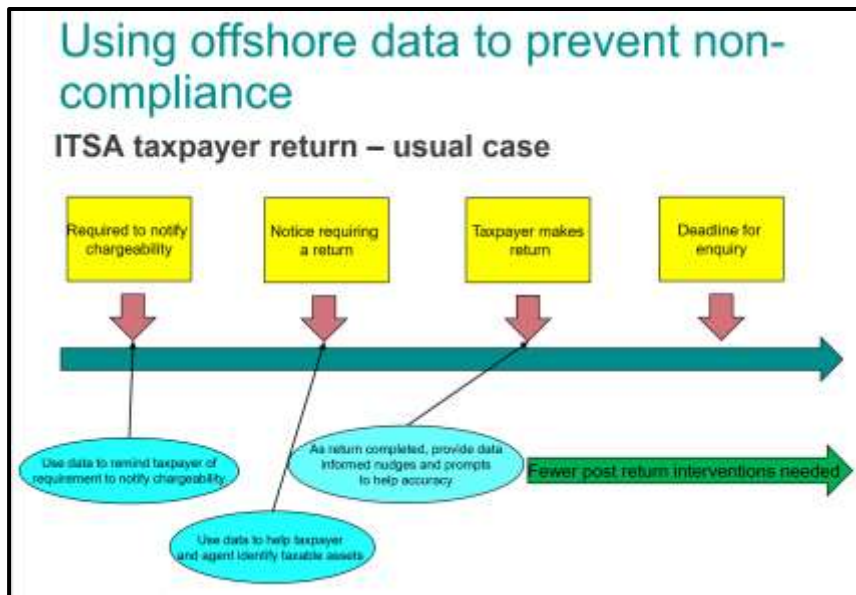 Using offshore data to prevent non-
compliance
ITSA taxpayer return – usual case
Required to notify
chargeability
Notice requiring
a return
Taxpayer makes
return
Deadline for
enquiry
Use data to remind taxpayer of
requirement to notify chargeability
As return completed, provide data
informed nudges and prompts
to help accuracy
Fewer post return interventions needed
Use data to help taxpayer
and agent identify taxable assets